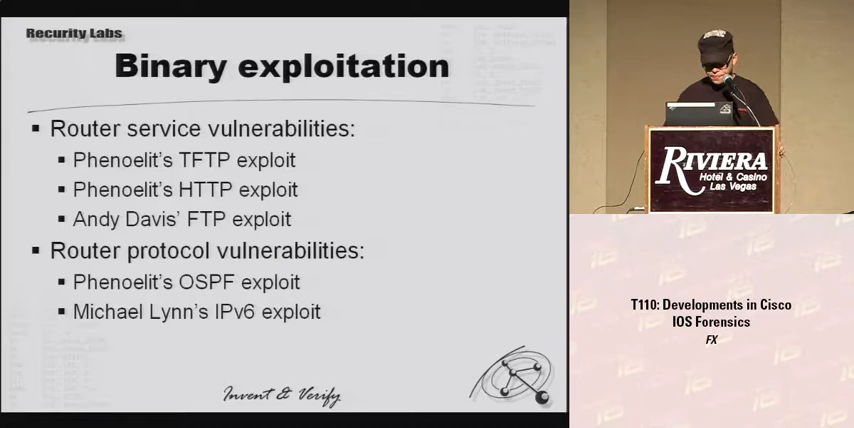 Recurity Labs
Binary exploitation
▪ Router service vulnerabilities:
▪ Phenoelit's TFTP exploit
▪ Phenoelit's HTTP exploit
▪ Andy Davis' FTP exploit
▪ Router protocol vulnerabilities:
▪ Phenoelit's OSPF exploit
▪ Michael Lynn's IPv6 exploit
Invent & Verify
RIVIERA
Hotel & Casino
Las Vegas
T110: Developments in Cisco
IOS Forensics
FX